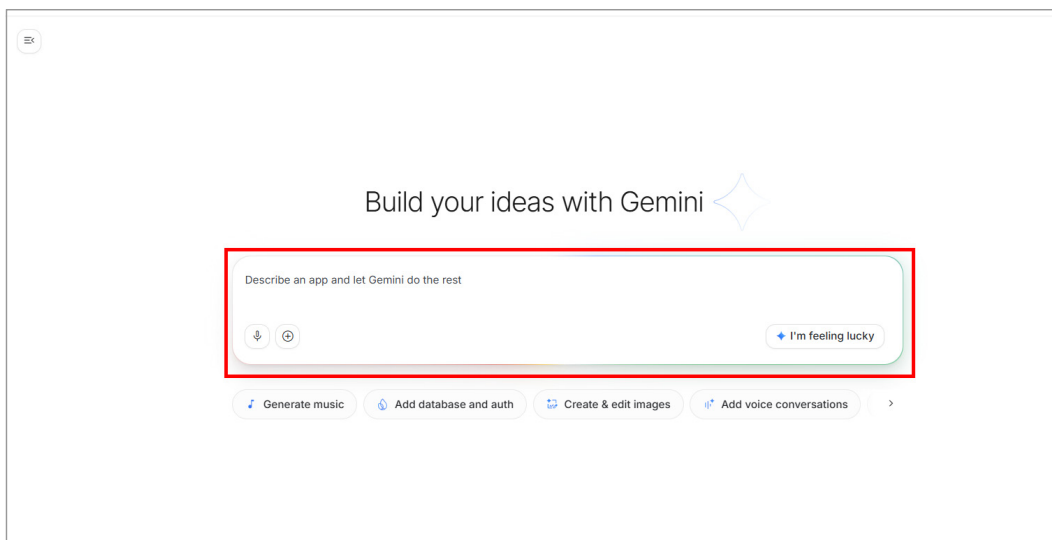 Build your ideas with Gemini
Describe an app and let Gemini do the rest
I'm feeling lucky
Generate music
Add database and auth
Create & edit images
Add voice conversations